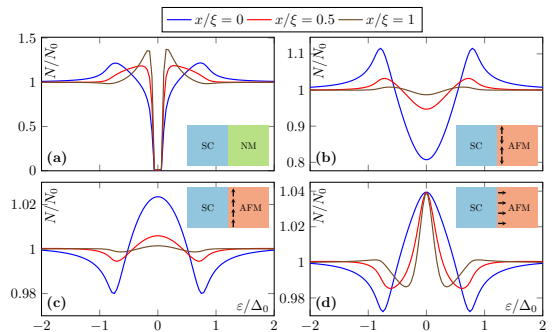 x/ξ = 0 x/ξ = 0.5 x/ξ = 1
1.5
1
0.5
0
N/N₀
(a)
SC NM
1.1
1
0.9
0.8
N/N₀
(b)
SC AFM
1.02
1
0.98
N/N₀
(c)
SC AFM
−2 −1 0 1 2
ε/Δ₀
1.04
1.02
1
0.98
N/N₀
(d)
SC AFM
−2 −1 0 1 2
ε/Δ₀